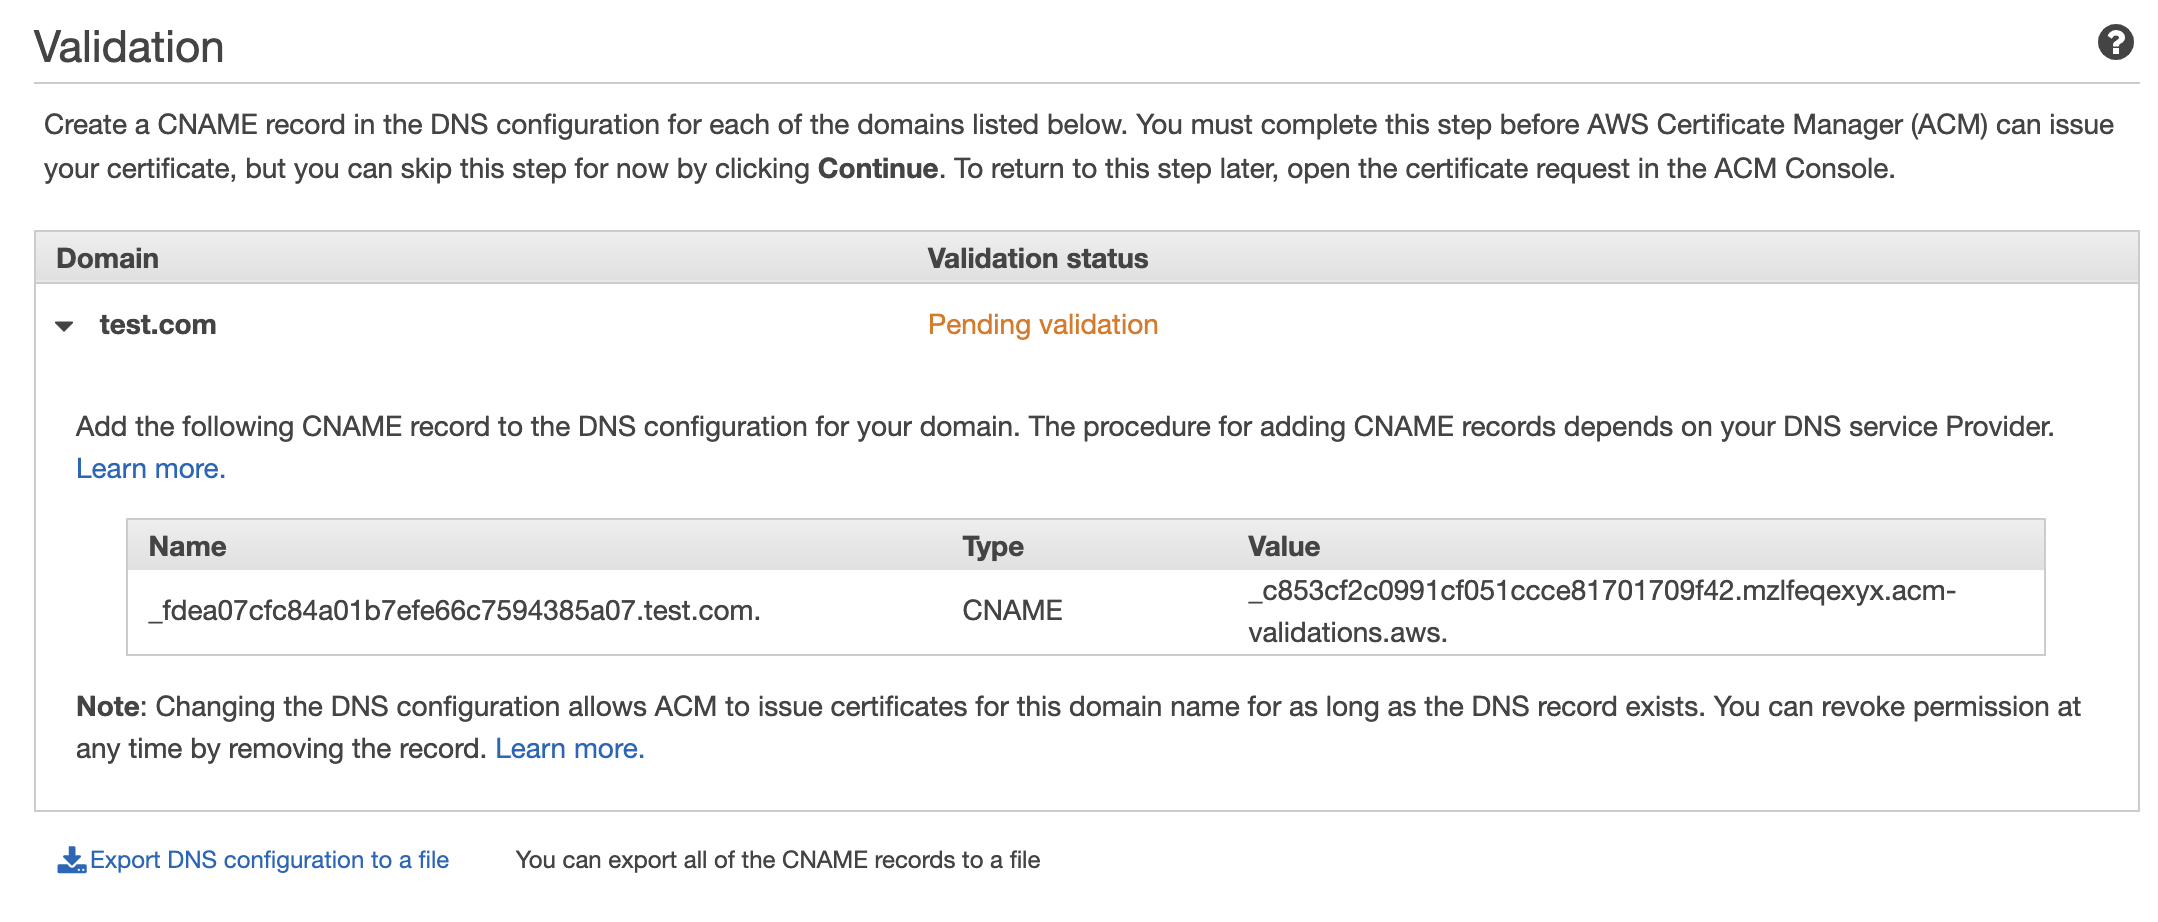 Validation
?
Create a CNAME record in the DNS configuration for each of the domains listed below. You must complete this step before AWS Certificate Manager (ACM) can issue
your certificate, but you can skip this step for now by clicking Continue. To return to this step later, open the certificate request in the ACM Console.
Domain Validation status
test.com Pending validation
Add the following CNAME record to the DNS configuration for your domain. The procedure for adding CNAME records depends on your DNS service Provider.
Learn more.
Name Type Value
_fdea07cfc84a01b7efe66c7594385a07.test.com. CNAME _c853cf2c0991cf051ccce81701709f42.mzlfeqexyx.acm-
validations.aws.
Note: Changing the DNS configuration allows ACM to issue certificates for this domain name for as long as the DNS record exists. You can revoke permission at
any time by removing the record. Learn more.
Export DNS configuration to a file You can export all of the CNAME records to a file